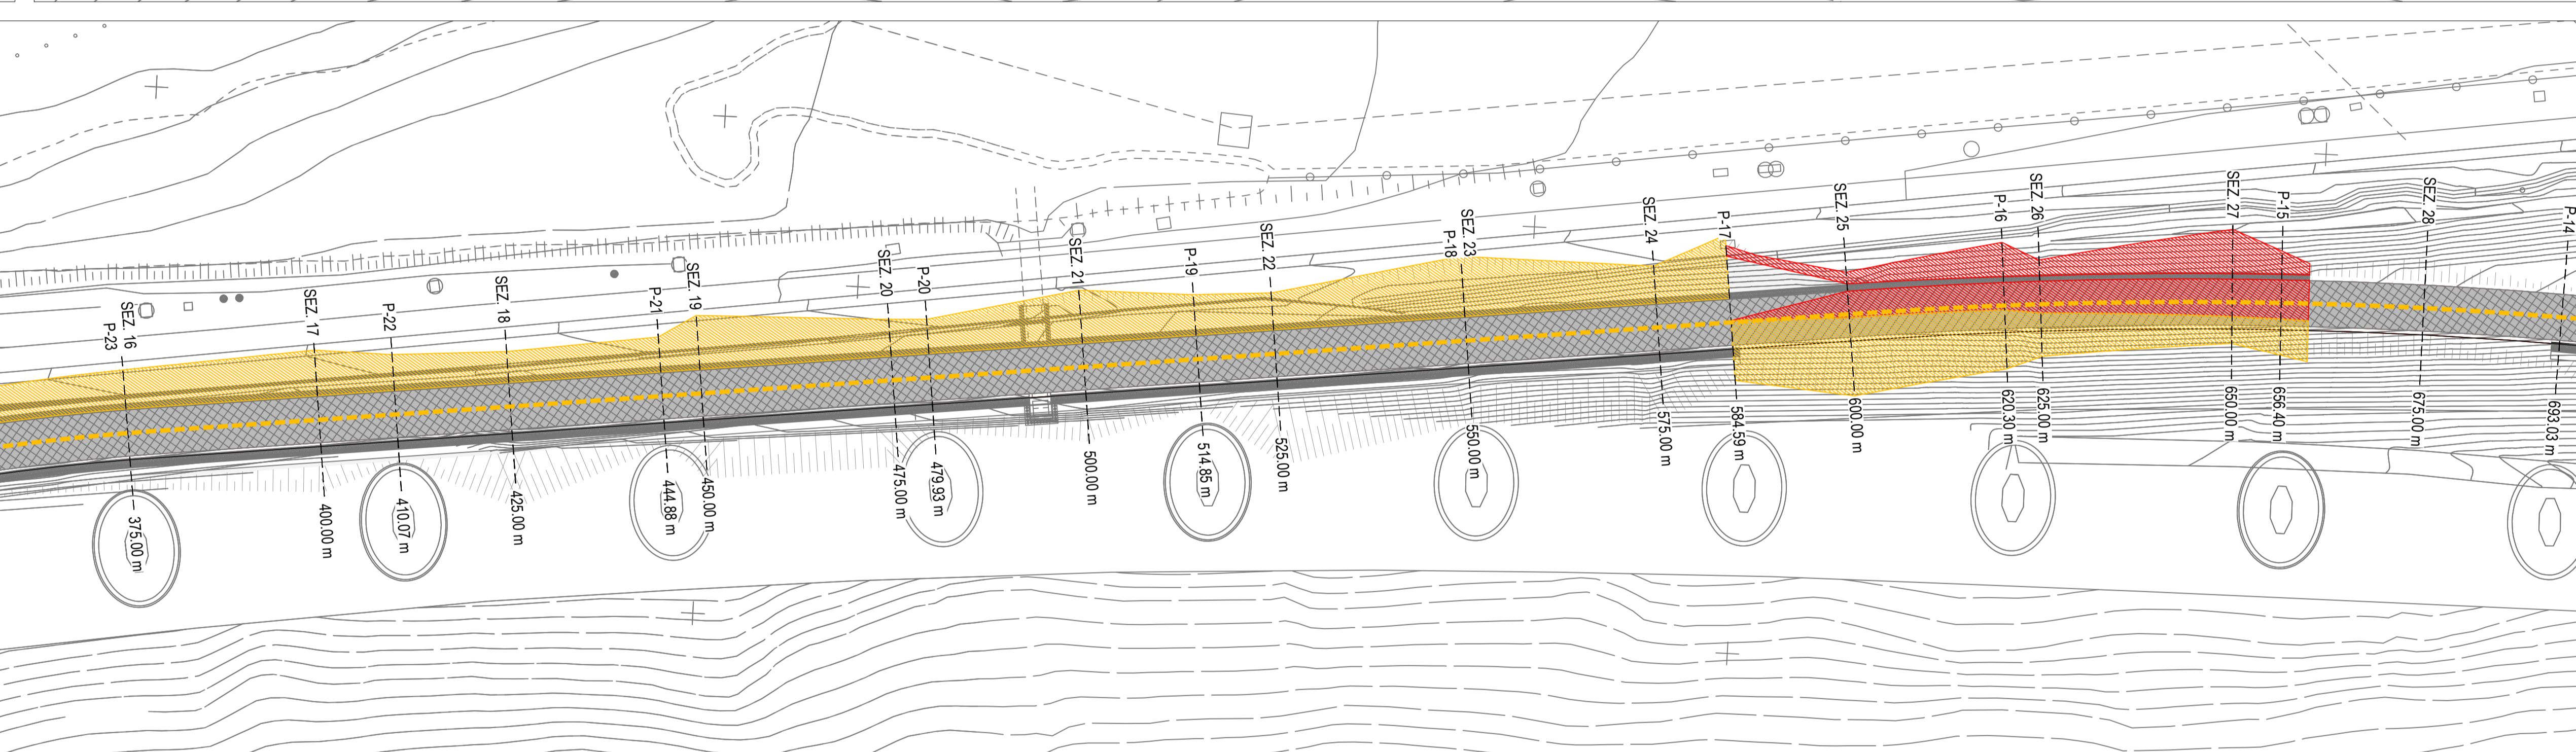 P-23
SEZ. 16
375.00 m
SEZ. 17
400.00 m
P-22
410.07 m
SEZ. 18
425.00 m
P-21
444.88 m
SEZ. 19
450.00 m
SEZ. 20
475.00 m
P-20
479.93 m
SEZ. 21
500.00 m
P-19
514.85 m
SEZ. 22
525.00 m
P-18
SEZ. 23
550.00 m
SEZ. 24
575.00 m
P-17
584.59 m
SEZ. 25
600.00 m
P-16
620.30 m
SEZ. 26
625.00 m
SEZ. 27
650.00 m
P-15
656.40 m
SEZ. 28
675.00 m
P-14
693.03 m